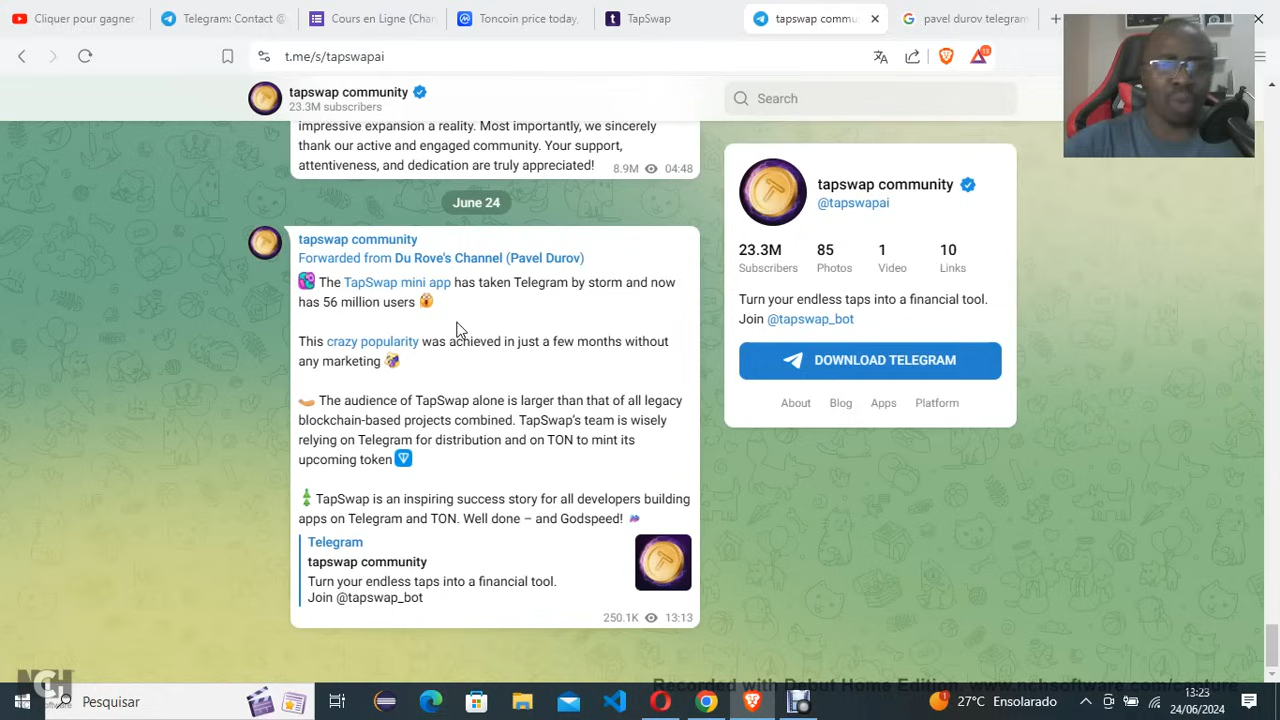 Cliquer pour gagner
Telegram: Contact @
Cours en Ligne (Chan
Toncoin price today,
TapSwap
tapswap commu
pavel durov telegram
t.me/s/tapswapai
tapswap community
23.3M subscribers
Search
impressive expansion a reality. Most importantly, we sincerely
thank our active and engaged community. Your support,
attentiveness, and dedication are truly appreciated!
8.9M 04:48
June 24
tapswap community
Forwarded from Du Rove's Channel (Pavel Durov)
The TapSwap mini app has taken Telegram by storm and now
has 56 million users
This crazy popularity was achieved in just a few months without
any marketing
The audience of TapSwap alone is larger than that of all legacy
blockchain-based projects combined. TapSwap's team is wisely
relying on Telegram for distribution and on TON to mint its
upcoming token
TapSwap is an inspiring success story for all developers building
apps on Telegram and TON. Well done – and Godspeed!
Telegram
tapswap community
Turn your endless taps into a financial tool.
Join @tapswap_bot
250.1K 13:13
tapswap community
@tapswapai
23.3M 85 1 10
Subscribers Photos Video Links
Turn your endless taps into a financial tool.
Join @tapswap_bot
DOWNLOAD TELEGRAM
About Blog Apps Platform
NCH
Software
Recorded with Debut Home Edition. www.nchsoftware.com/capture
Pesquisar
27°C Ensolarado
13:23
24/06/2024